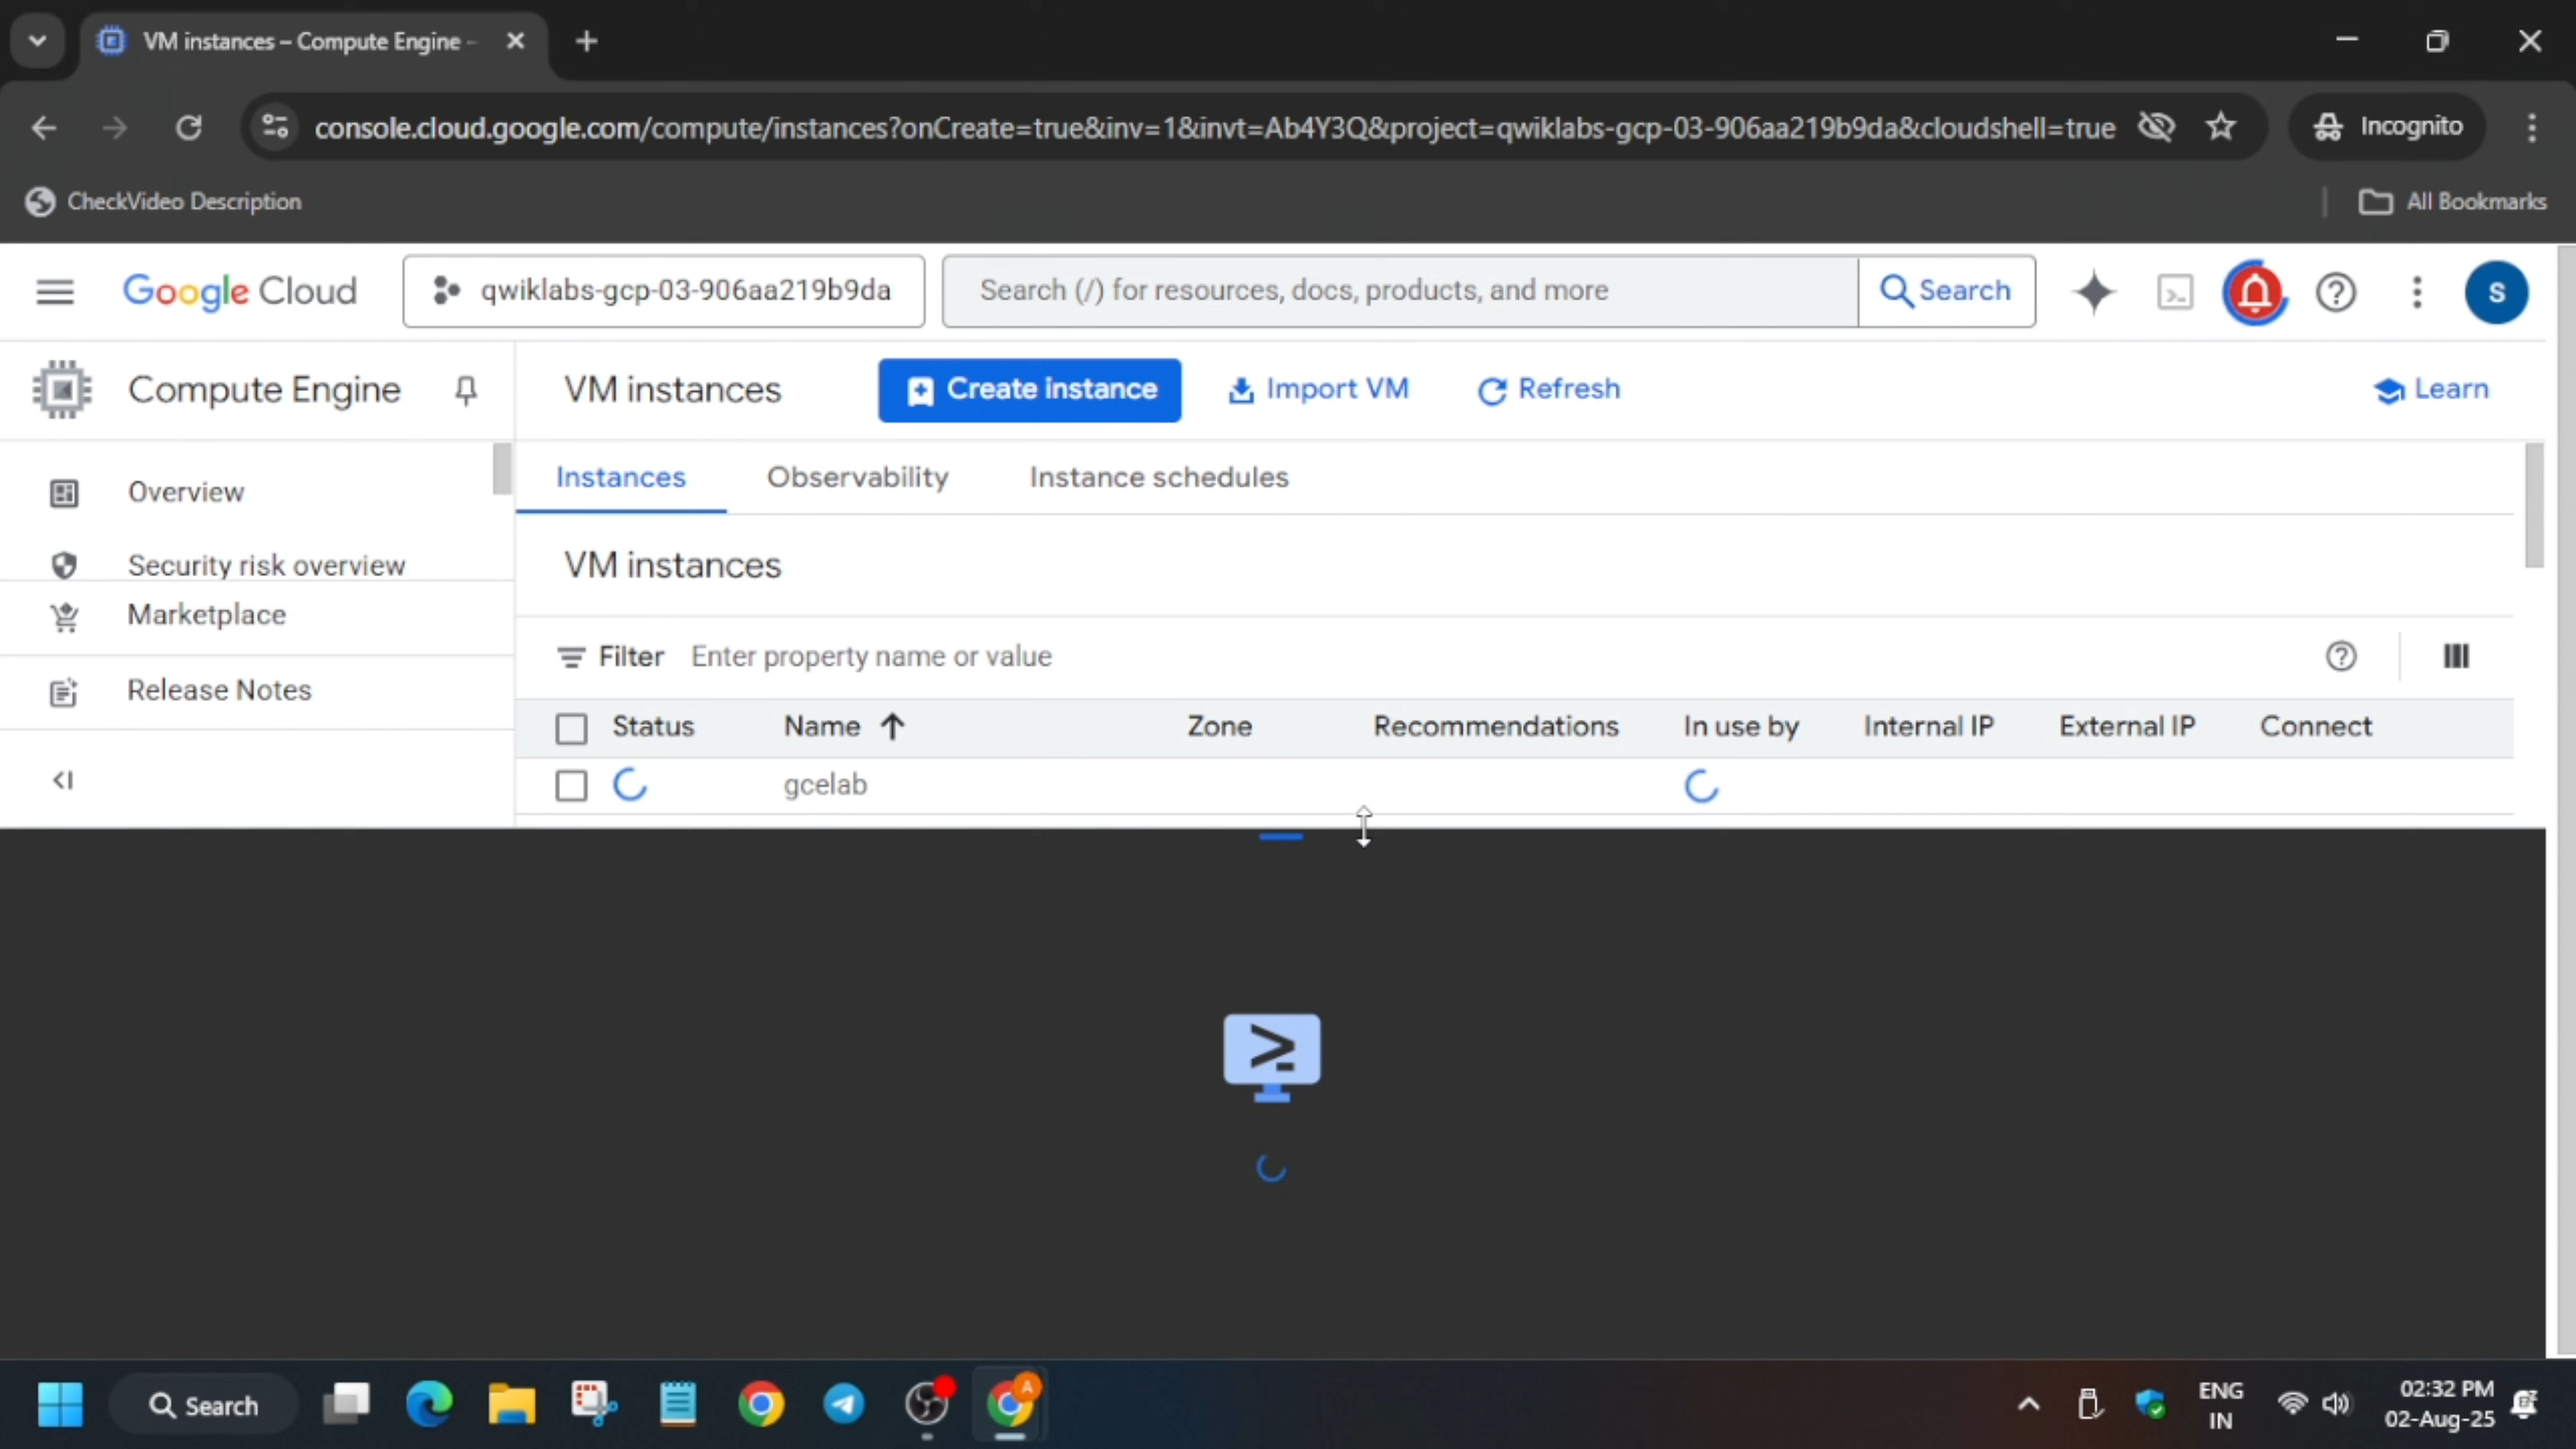 VM instances – Compute Engine -
console.cloud.google.com/compute/instances?onCreate=true&inv=1&invt=Ab4Y3Q&project=qwiklabs-gcp-03-906aa219b9da&cloudshell=true
Incognito
CheckVideo Description
All Bookmarks
Google Cloud
qwiklabs-gcp-03-906aa219b9da
Search (/) for resources, docs, products, and more
Search
S
Compute Engine
VM instances
Create instance
Import VM
Refresh
Learn
Overview
Security risk overview
Marketplace
Release Notes
Instances
Observability
Instance schedules
VM instances
Filter
Enter property name or value
Status
Name
Zone
Recommendations
In use by
Internal IP
External IP
Connect
gcelab
Search
A
ENG
IN
02:32 PM
02-Aug-25